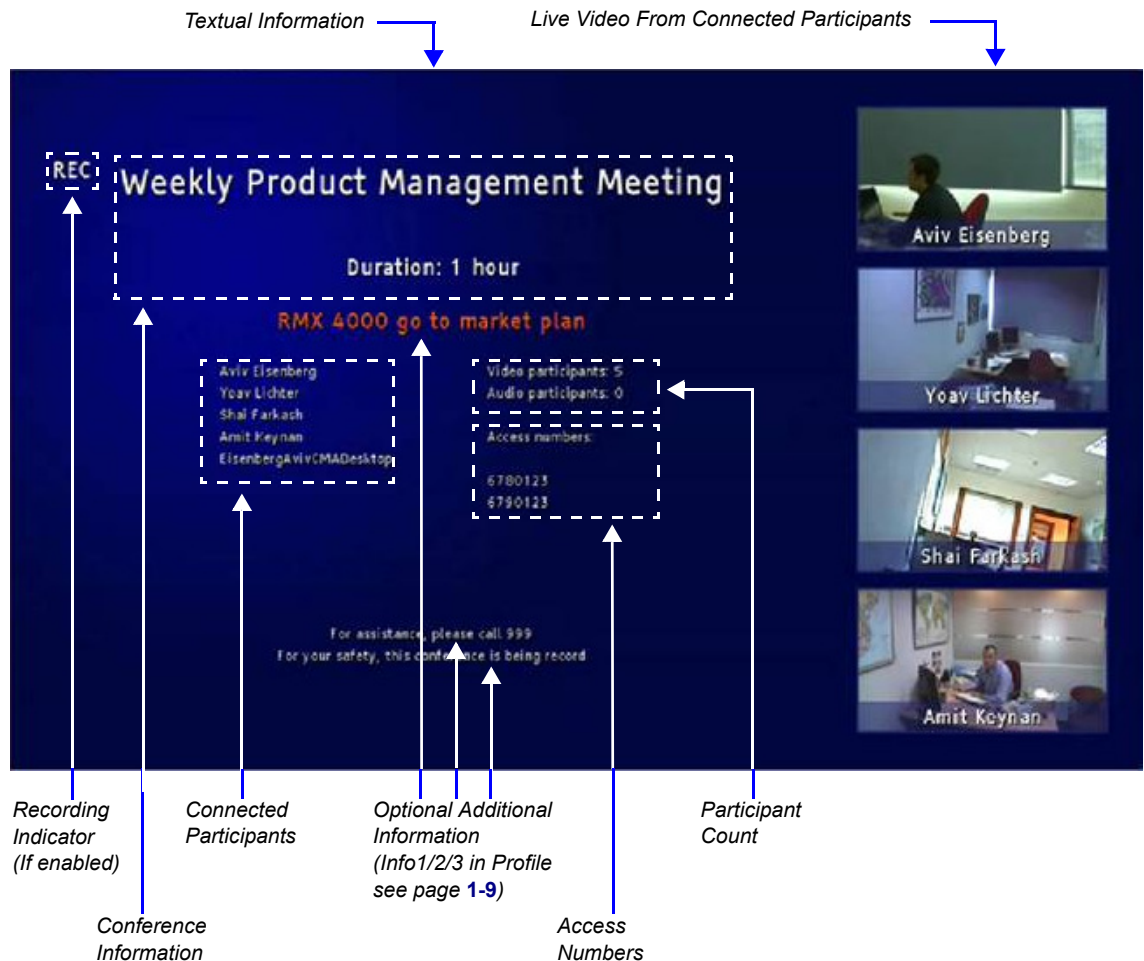 Textual Information
Live Video From Connected Participants
REC
Weekly Product Management Meeting
Duration: 1 hour
RMX 4000 go to market plan
Aviv Eisenberg
Yoav Lichter
Shai Farkash
Amit Keynan
EisenbergAvivCMADesktop
Video participants: 5
Audio participants: 0
Access numbers:
6780123
6790123
For assistance, please call 999
For your safety, this conference is being record
Aviv Eisenberg
Yoav Lichter
Shai Farkash
Amit Keynan
Recording
Indicator
(If enabled)
Connected
Participants
Optional Additional
Information
(Info1/2/3 in Profile
see page 1-9)
Participant
Count
Conference
Information
Access
Numbers